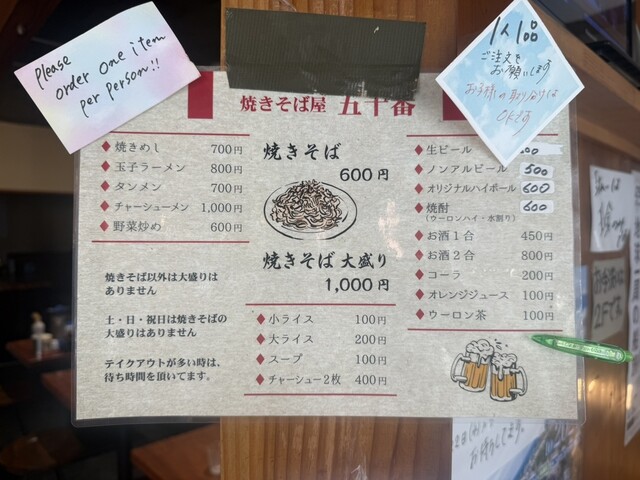 Please
order one item
per person!!
1人1品
ご注文を
お願いします
お子様の取り分けは
OKです
焼きそば屋 五十番
焼きめし 700円
玉子ラーメン 800円
タンメン 700円
チャーシューメン 1,000円
野菜炒め 600円
焼きそば以外は大盛りは
ありません
土・日・祝日は焼きそばの
大盛りはありません
テイクアウトが多い時は、
待ち時間を頂いてます。
焼きそば
600円
焼きそば 大盛り
1,000円
小ライス 100円
大ライス 200円
スープ 100円
チャーシュー2枚 400円
生ビール
ノンアルビール 500
オリジナルハイボール 600
焼酎 600
(ウーロンハイ・水割り)
お酒1合 450円
お酒2合 800円
コーラ 200円
オレンジジュース 100円
ウーロン茶 100円